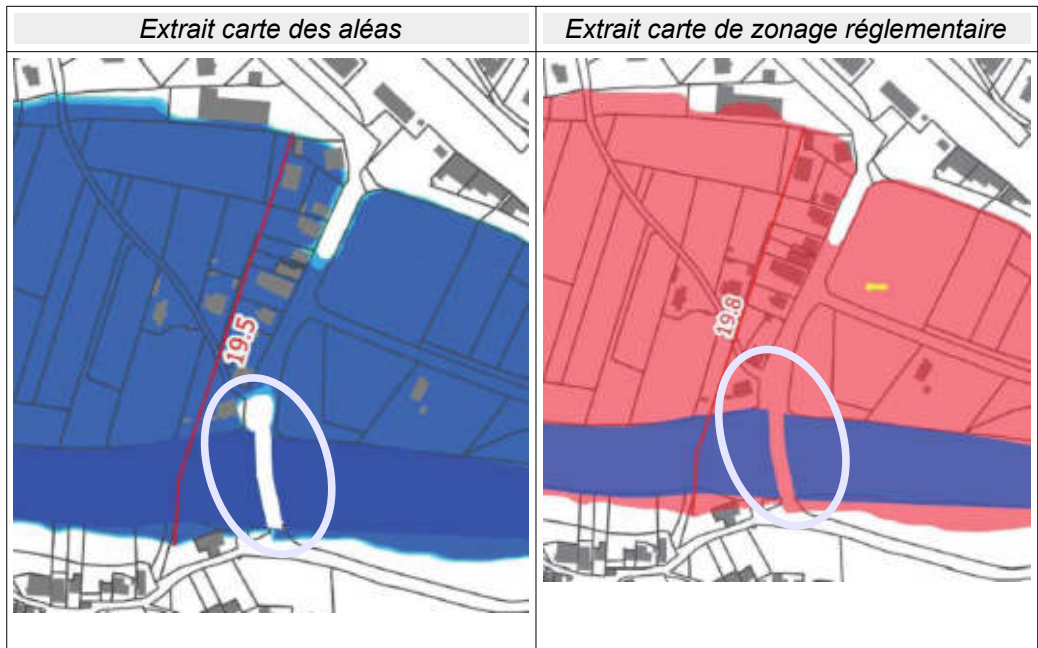 Extrait carte des aléas
Extrait carte de zonage réglementaire
19.5
19.8